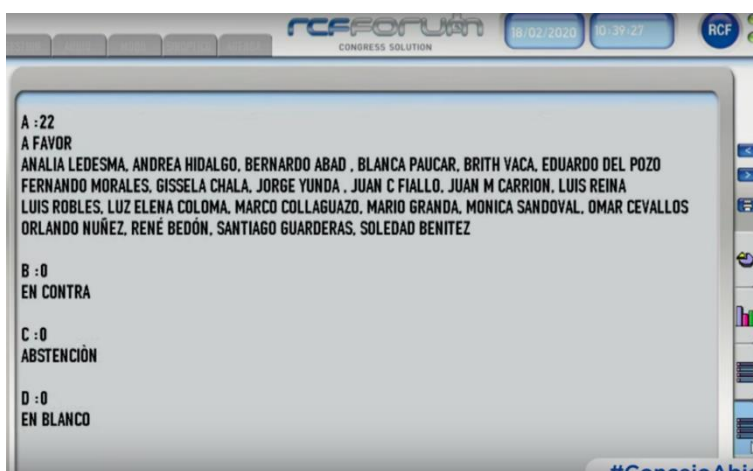 RCFFORUM
CONGRESS SOLUTION
18/02/2020
10:39:27
RCF
A :22
A FAVOR
ANALIA LEDESMA, ANDREA HIDALGO, BERNARDO ABAD , BLANCA PAUCAR, BRITH VACA, EDUARDO DEL POZO
FERNANDO MORALES, GISSELA CHALA, JORGE YUNDA , JUAN C FIALLO, JUAN M CARRION, LUIS REINA
LUIS ROBLES, LUZ ELENA COLOMA, MARCO COLLAGUAZO, MARIO GRANDA, MONICA SANDOVAL, OMAR CEVALLOS
ORLANDO NUÑEZ, RENÉ BEDÓN, SANTIAGO GUARDERAS, SOLEDAD BENITEZ
B :0
EN CONTRA
C :0
ABSTENCIÒN
D :0
EN BLANCO